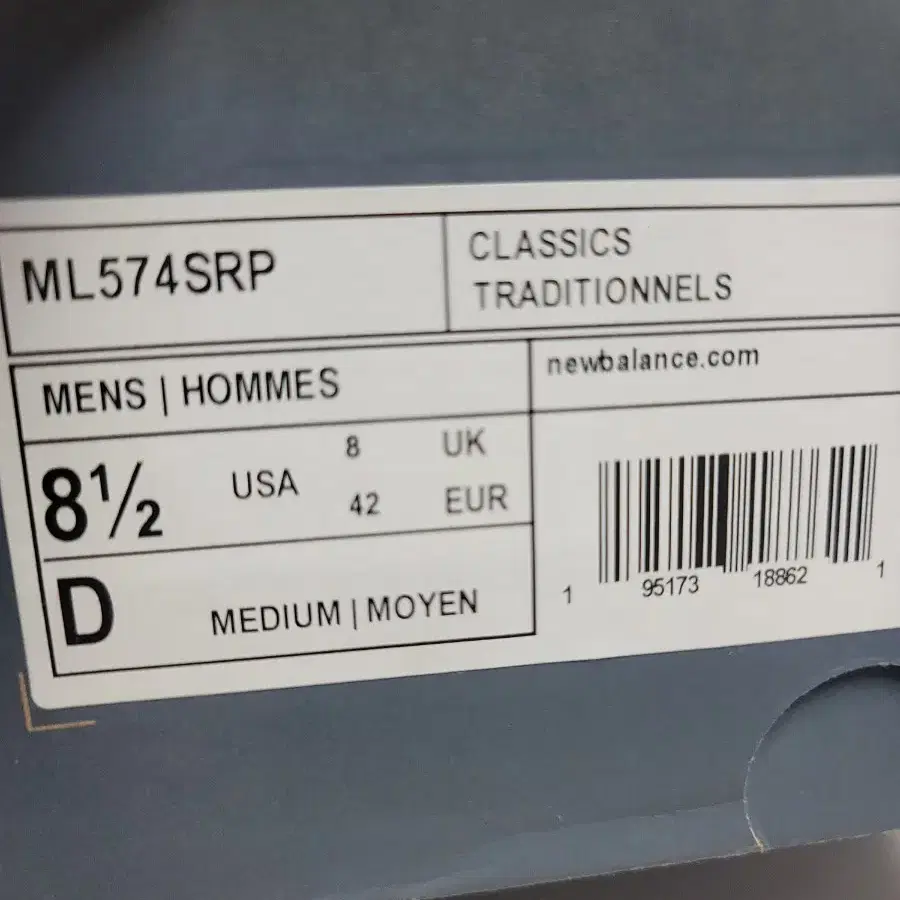 ML574SRP
CLASSICS
TRADITIONNELS
MENS | HOMMES
newbalance.com
8½ USA
8 UK
42 EUR
D MEDIUM | MOYEN
1 95173 18862 1